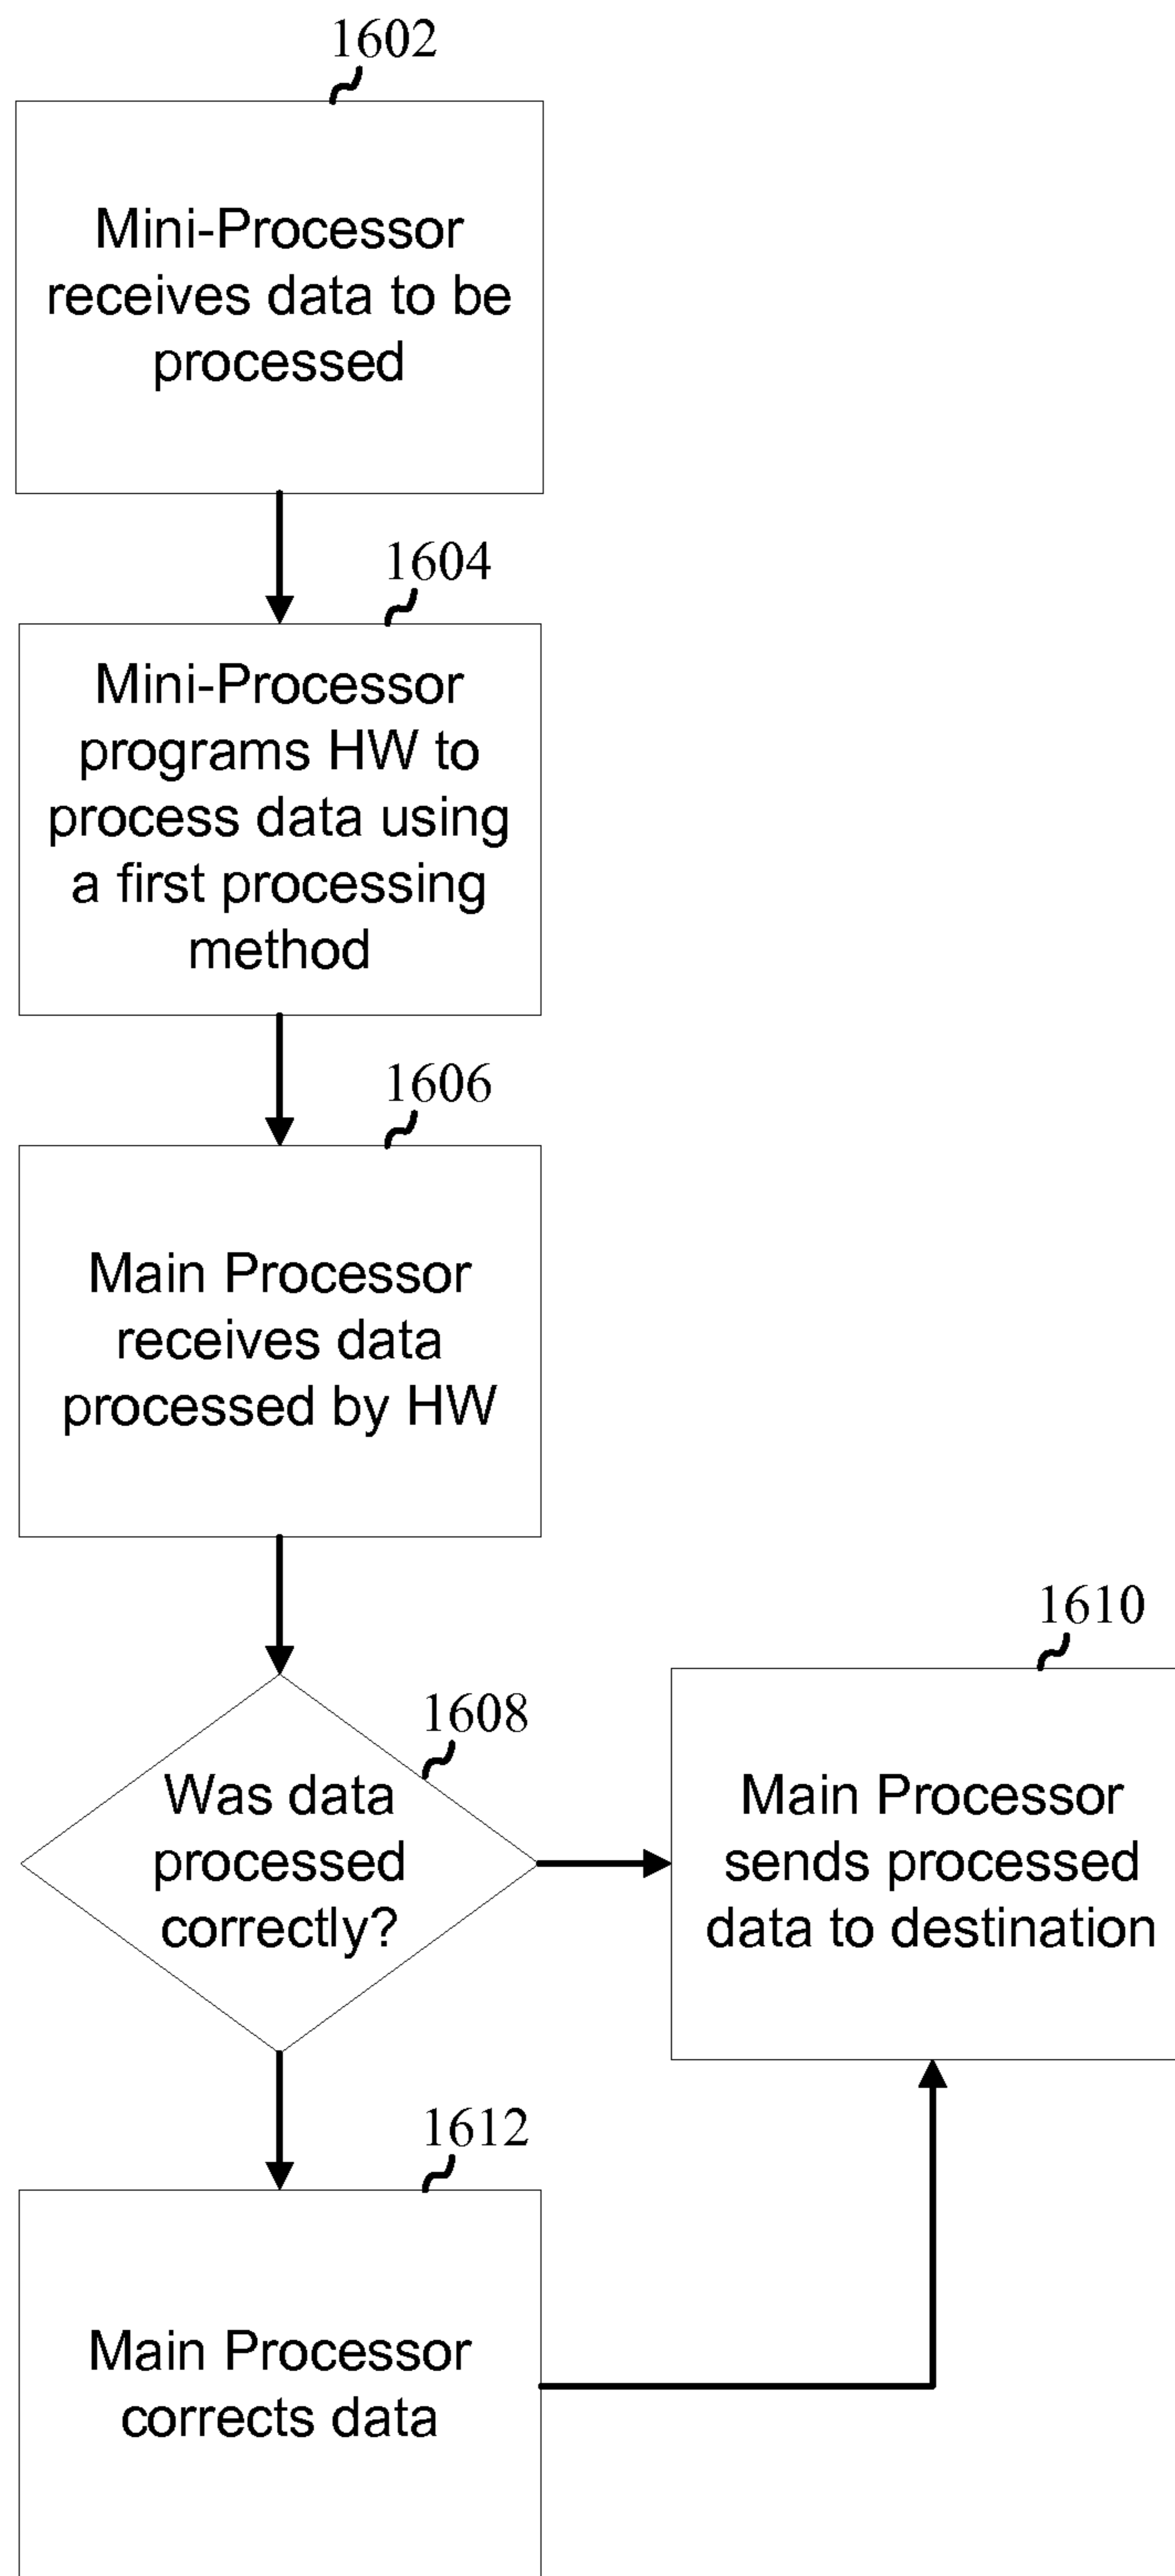 1602
Mini-Processor
receives data to be
processed
1604
Mini-Processor
programs HW to
process data using
a first processing
method
1606
Main Processor
receives data
processed by HW
1608
Was data
processed
correctly?
1610
Main Processor
sends processed
data to destination
1612
Main Processor
corrects data